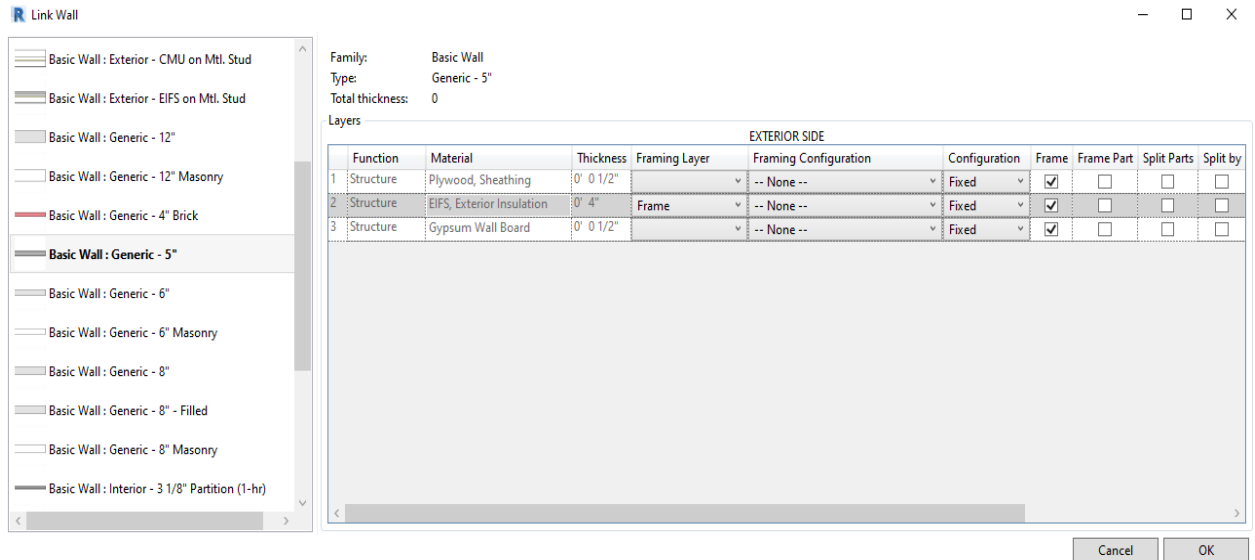 Link Wall
Basic Wall : Exterior - CMU on Mtl. Stud
Basic Wall : Exterior - EIFS on Mtl. Stud
Basic Wall : Generic - 12"
Basic Wall : Generic - 12" Masonry
Basic Wall : Generic - 4" Brick
Basic Wall : Generic - 5"
Basic Wall : Generic - 6"
Basic Wall : Generic - 6" Masonry
Basic Wall : Generic - 8"
Basic Wall : Generic - 8" - Filled
Basic Wall : Generic - 8" Masonry
Basic Wall : Interior - 3 1/8" Partition (1-hr)
Family: Basic Wall
Type: Generic - 5"
Total thickness: 0
Layers
EXTERIOR SIDE
Function Material Thickness Framing Layer Framing Configuration Configuration Frame Frame Part Split Parts Split by
1 Structure Plywood, Sheathing 0' 0 1/2" -- None -- Fixed
2 Structure EIFS, Exterior Insulation 0' 4" Frame -- None -- Fixed
3 Structure Gypsum Wall Board 0' 0 1/2" -- None -- Fixed
Cancel OK